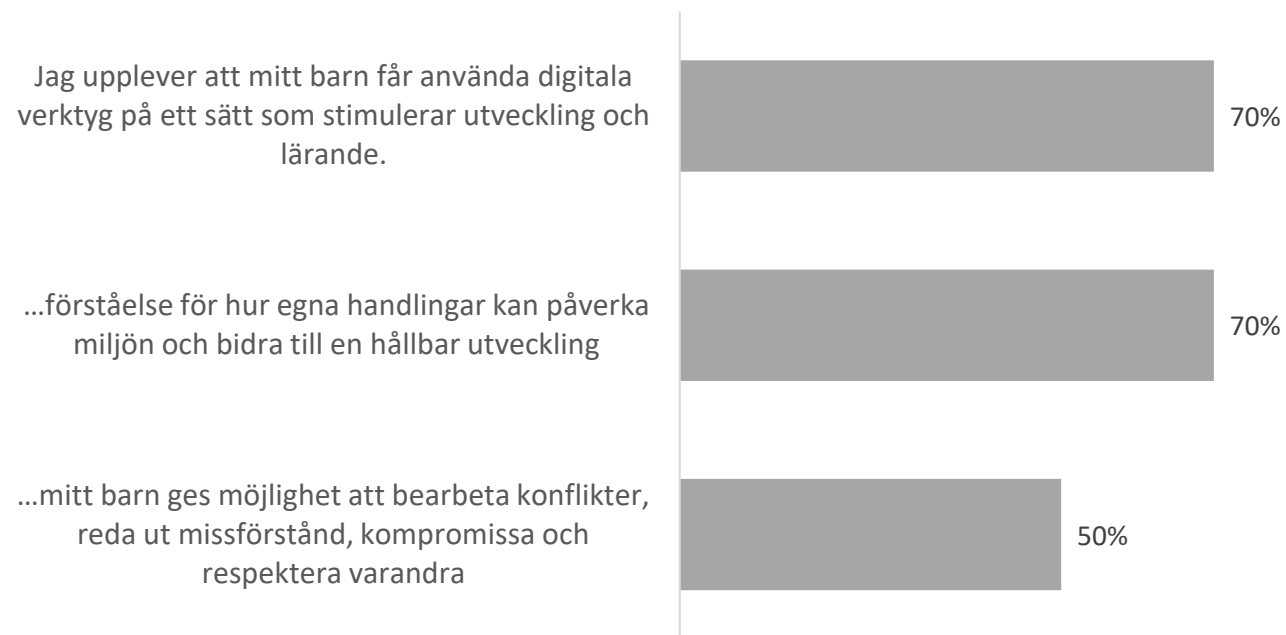 Jag upplever att mitt barn får använda digitala
verktyg på ett sätt som stimulerar utveckling och
lärande.
70%
...förståelse för hur egna handlingar kan påverka
miljön och bidra till en hållbar utveckling
70%
...mitt barn ges möjlighet att bearbeta konflikter,
reda ut missförstånd, kompromissa och
respektera varandra
50%